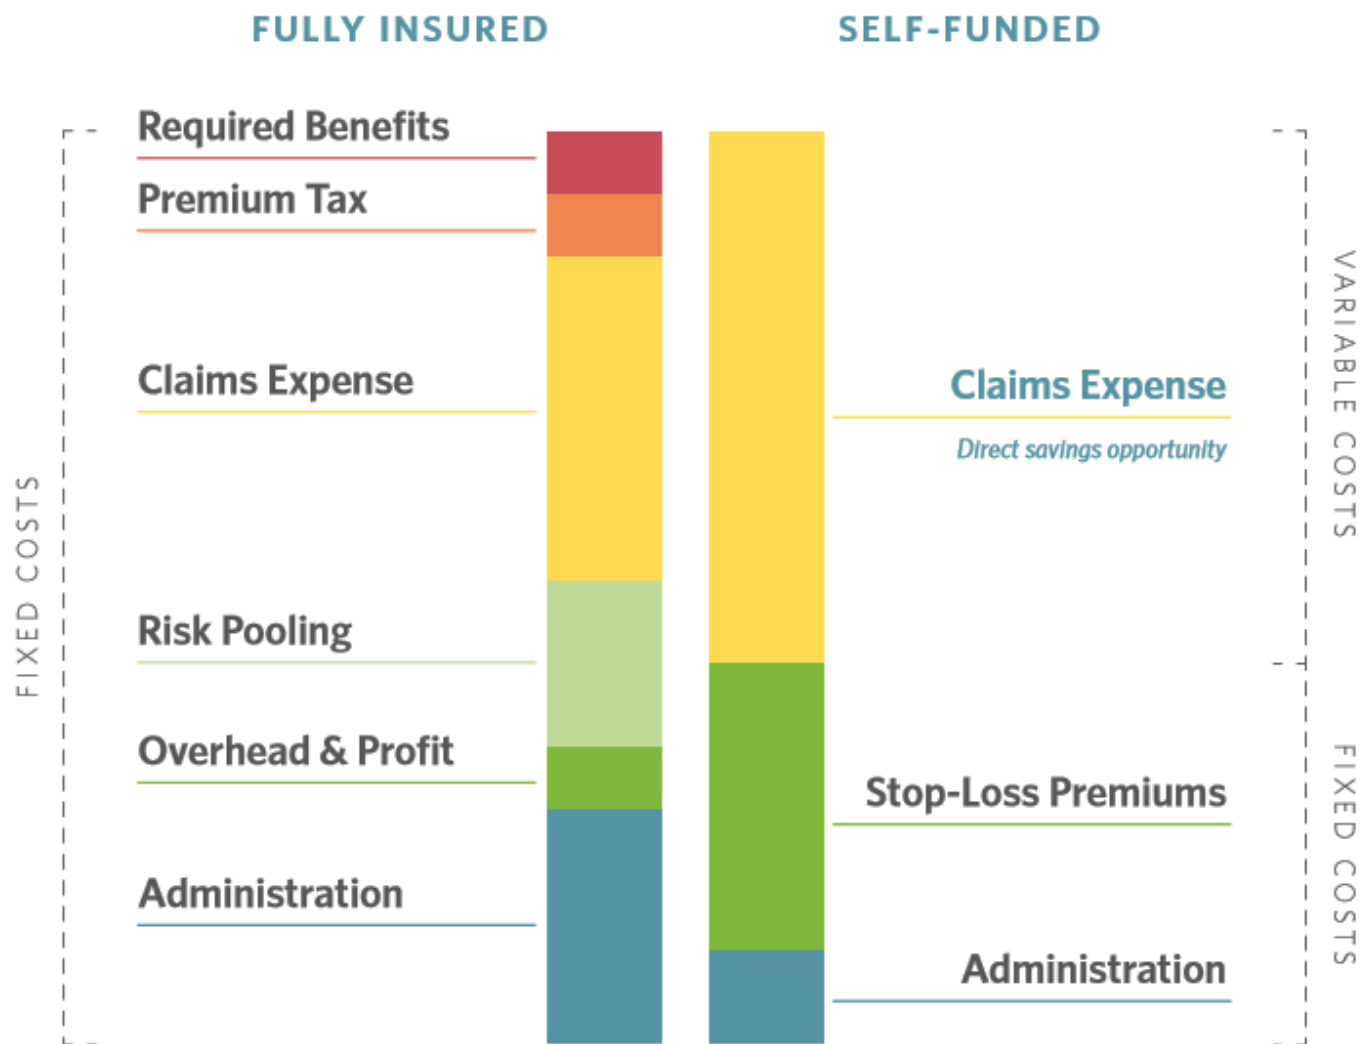 FULLY INSURED
SELF-FUNDED
FIXED COSTS
Required Benefits
Premium Tax
Claims Expense
Risk Pooling
Overhead & Profit
Administration
Claims Expense
Direct savings opportunity
Stop-Loss Premiums
Administration
VARIABLE COSTS
FIXED COSTS